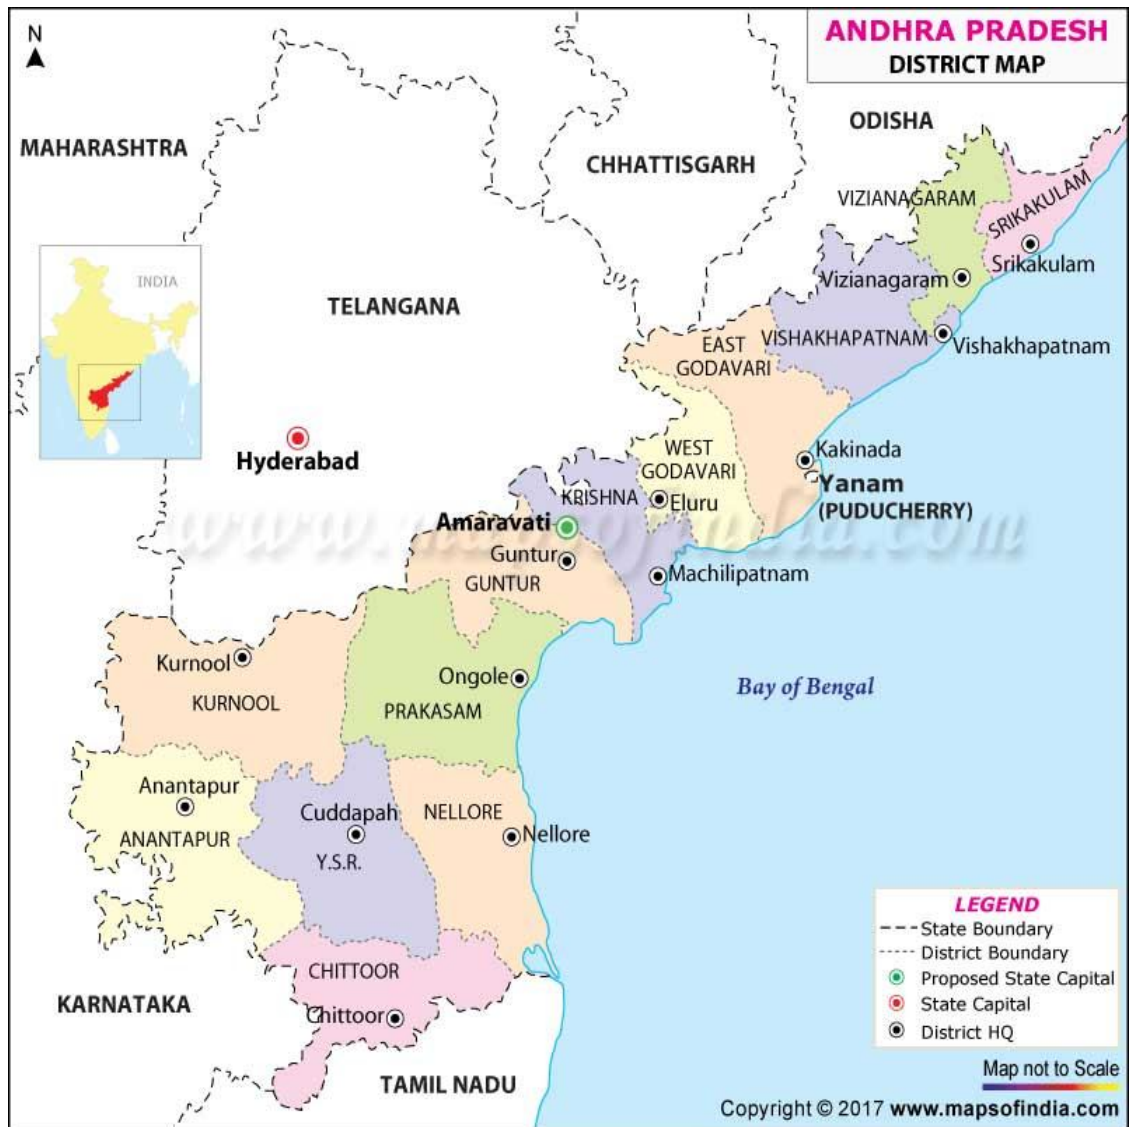 N
ANDHRA PRADESH
DISTRICT MAP
MAHARASHTRA
CHHATTISGARH
ODISHA
VIZIANAGARAM
SRIKAKULAM
Srikakulam
INDIA
Vizianagaram
TELANGANA
VISHAKHAPATNAM
Vishakhapatnam
EAST
GODAVARI
Hyderabad
WEST
GODAVARI
Kakinada
Yanam
(PUDUCHERRY)
KRISHNA
Eluru
Amaravati
www.mapsofindia.com
Guntur
GUNTUR
Machilipatnam
Kurnool
KURNOOL
Ongole
PRAKASAM
Bay of Bengal
Anantapur
ANANTAPUR
Cuddapah
Y.S.R.
NELLORE
Nellore
CHITTOOR
Chittoor
KARNATAKA
TAMIL NADU
LEGEND
State Boundary
District Boundary
Proposed State Capital
State Capital
District HQ
Map not to Scale
Copyright © 2017 www.mapsofindia.com